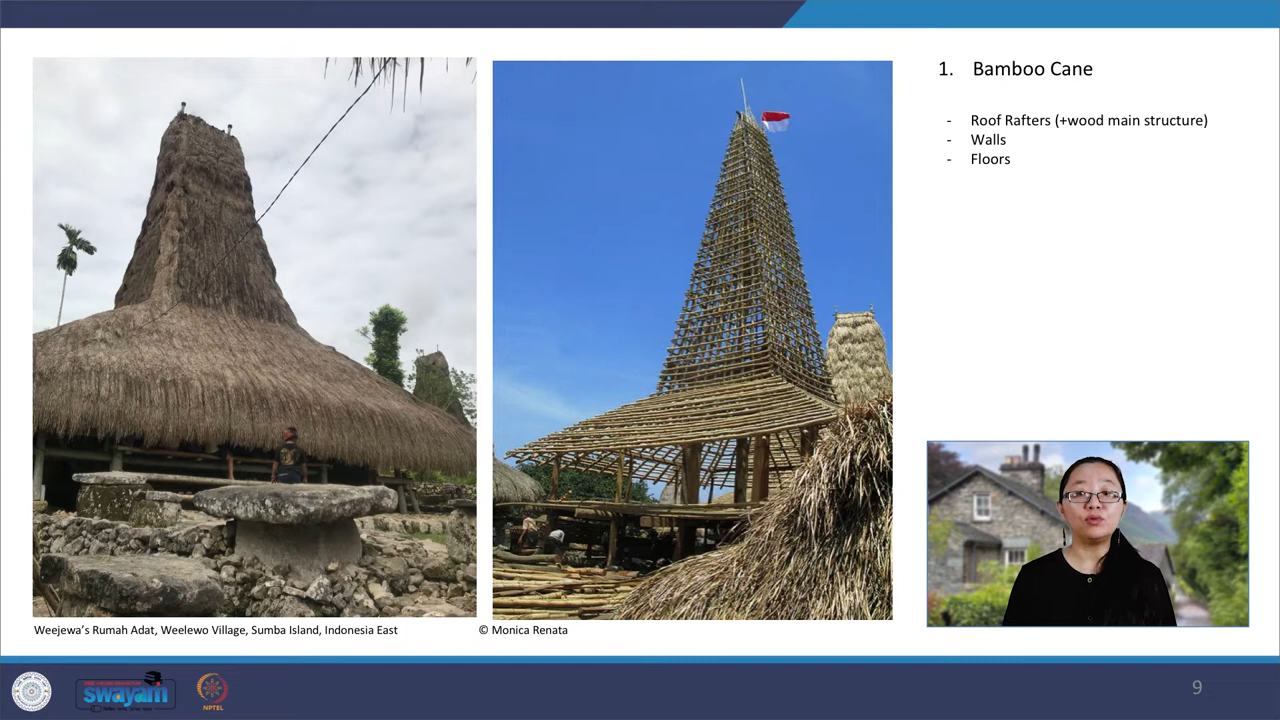 1. Bamboo Cane
- Roof Rafters (+wood main structure)
- Walls
- Floors
Weejewa's Rumah Adat, Weelewo Village, Sumba Island, Indonesia East
© Monica Renata
swayam
NPTEL
9